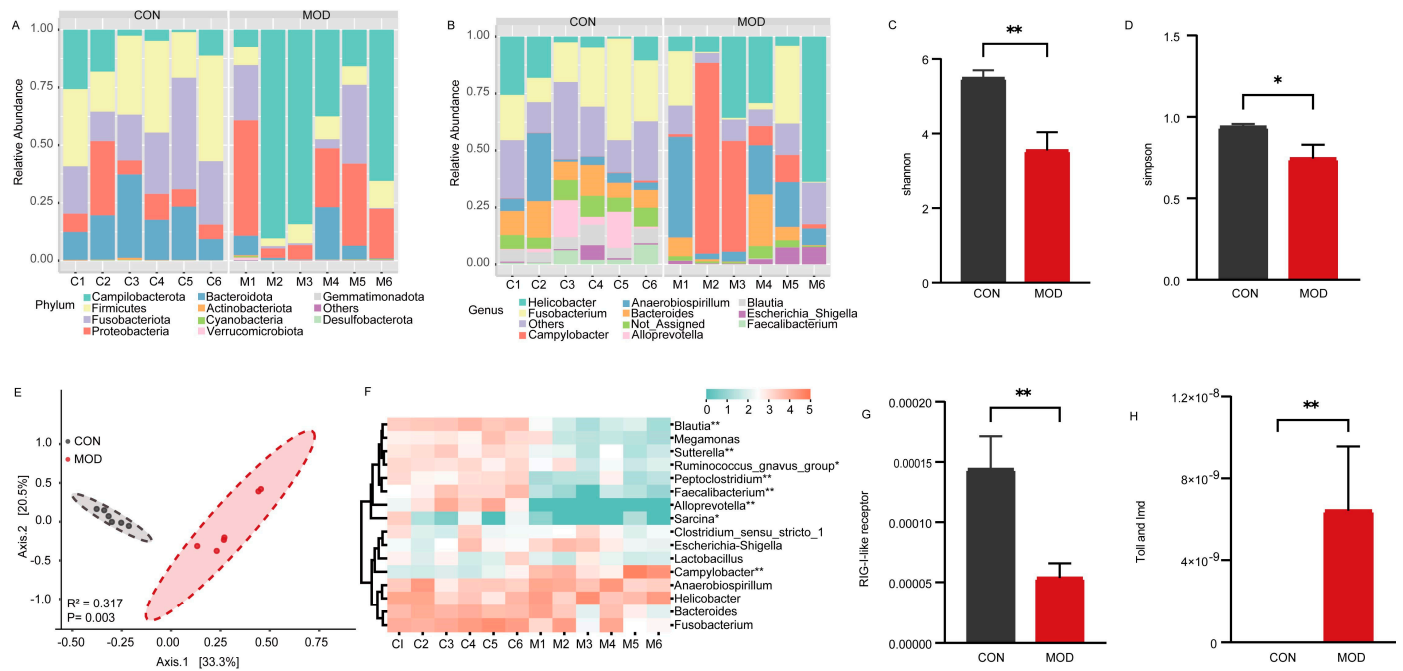 A
CON
MOD
1.00
0.75
0.50
0.25
0.00
Relative Abundance
C1 C2 C3 C4 C5 C6 M1 M2 M3 M4 M5 M6
Phylum
Campilobacterota Bacteroidota Gemmatimonadota
Firmicutes Actinobacteriota Others
Fusobacteriota Cyanobacteria Desulfobacterota
Proteobacteria Verrucomicrobiota
B
CON
MOD
1.00
0.75
0.50
0.25
0.00
Relative Abundance
C1 C2 C3 C4 C5 C6 M1 M2 M3 M4 M5 M6
Genus
Helicobacter Anaerobiospirillum Blautia
Fusobacterium Bacteroides Escherichia_Shigella
Others Not_Assigned Faecalibacterium
Campylobacter Alloprevotella
C
**
6
4
2
0
shannon
CON MOD
D
*
1.5
1.0
0.5
0.0
simpson
CON MOD
E
CON
MOD
1.0
0.5
0.0
-0.5
-1.0
Axis.2 [20.5%]
R² = 0.317
P= 0.003
-0.50 -0.25 0.00 0.25 0.50 0.75
Axis.1 [33.3%]
F
0 1 2 3 4 5
Blautia**
Megamonas
Sutterella**
Ruminococcus_gnavus_group*
Peptoclostridium**
Faecalibacterium**
Alloprevotella**
Sarcina*
Clostridium_sensu_stricto_1
Escherichia-Shigella
Lactobacillus
Campylobacter**
Anaerobiospirillum
Helicobacter
Bacteroides
Fusobacterium
CI C2 C3 C4 C5 C6 M1 M2 M3 M4 M5 M6
G
**
0.00020
0.00015
0.00010
0.00005
0.00000
RIG-I-like receptor
CON MOD
H
**
1.2×10⁻⁸
8×10⁻⁹
4×10⁻⁹
0
Toll and Imd
CON MOD